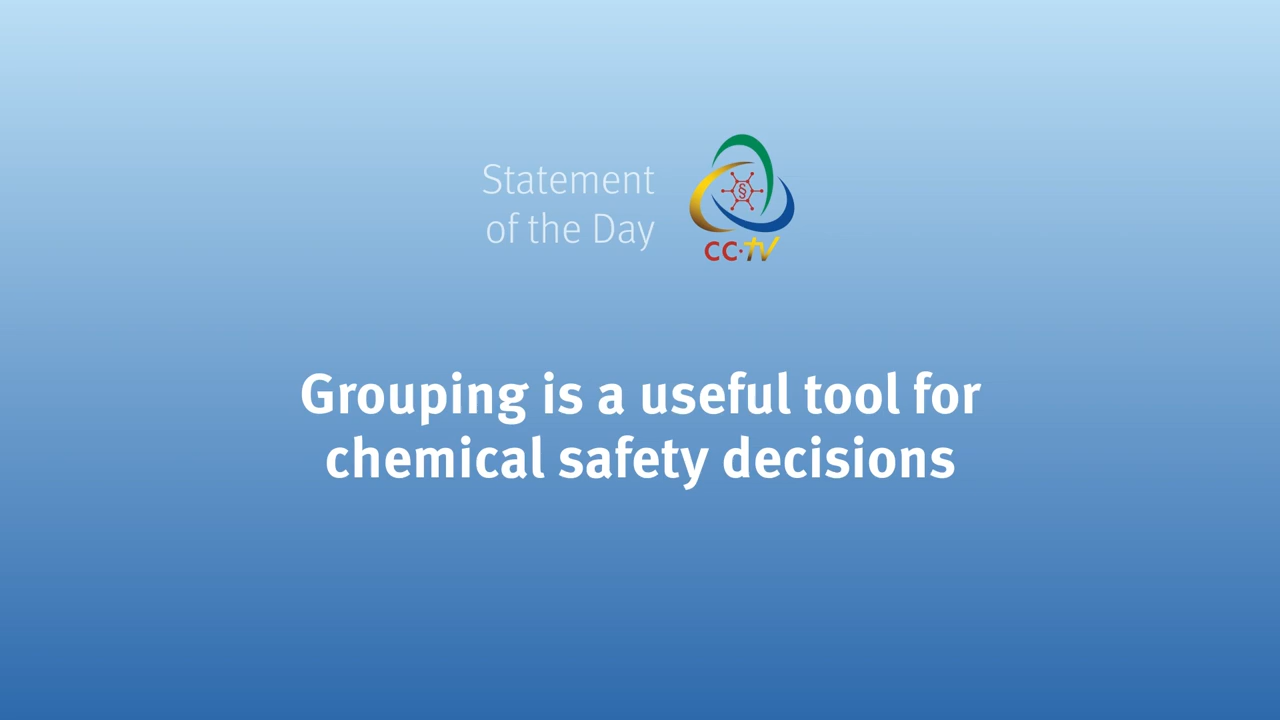 Statement
of the Day
§
CC·TV
Grouping is a useful tool for
chemical safety decisions